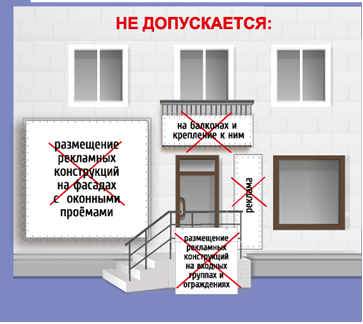 НЕ ДОПУСКАЕТСЯ:
на балконах и
крепление к ним
размещение
рекламных
конструкций
на фасадах
с оконными
проёмами
реклама
размещение
рекламных
конструкций
на входных
группах и
ограждениях